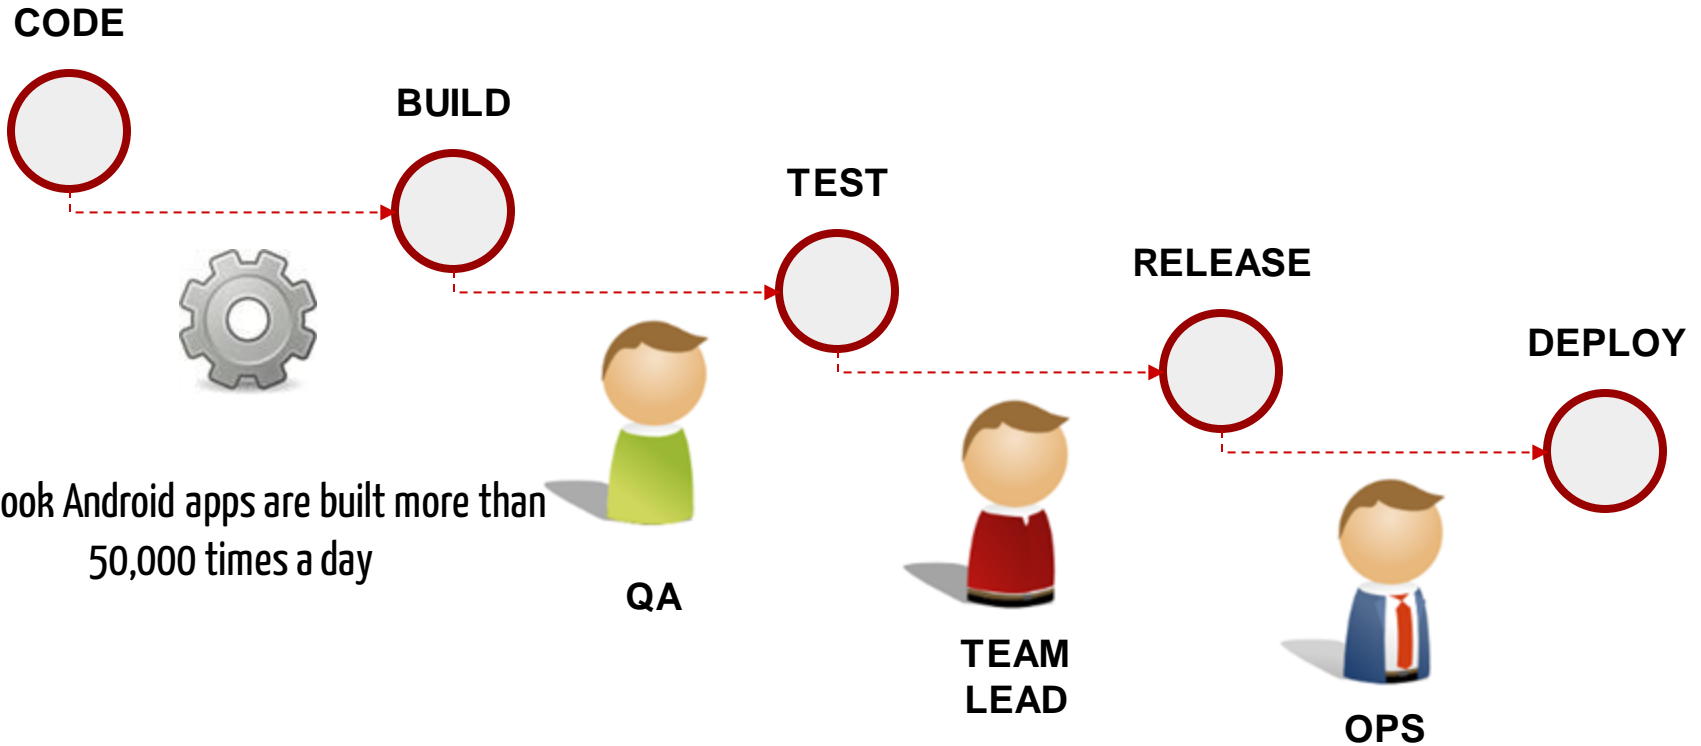 CODE
BUILD
TEST
RELEASE
DEPLOY
ook Android apps are built more than
50,000 times a day
QA
TEAM
LEAD
OPS